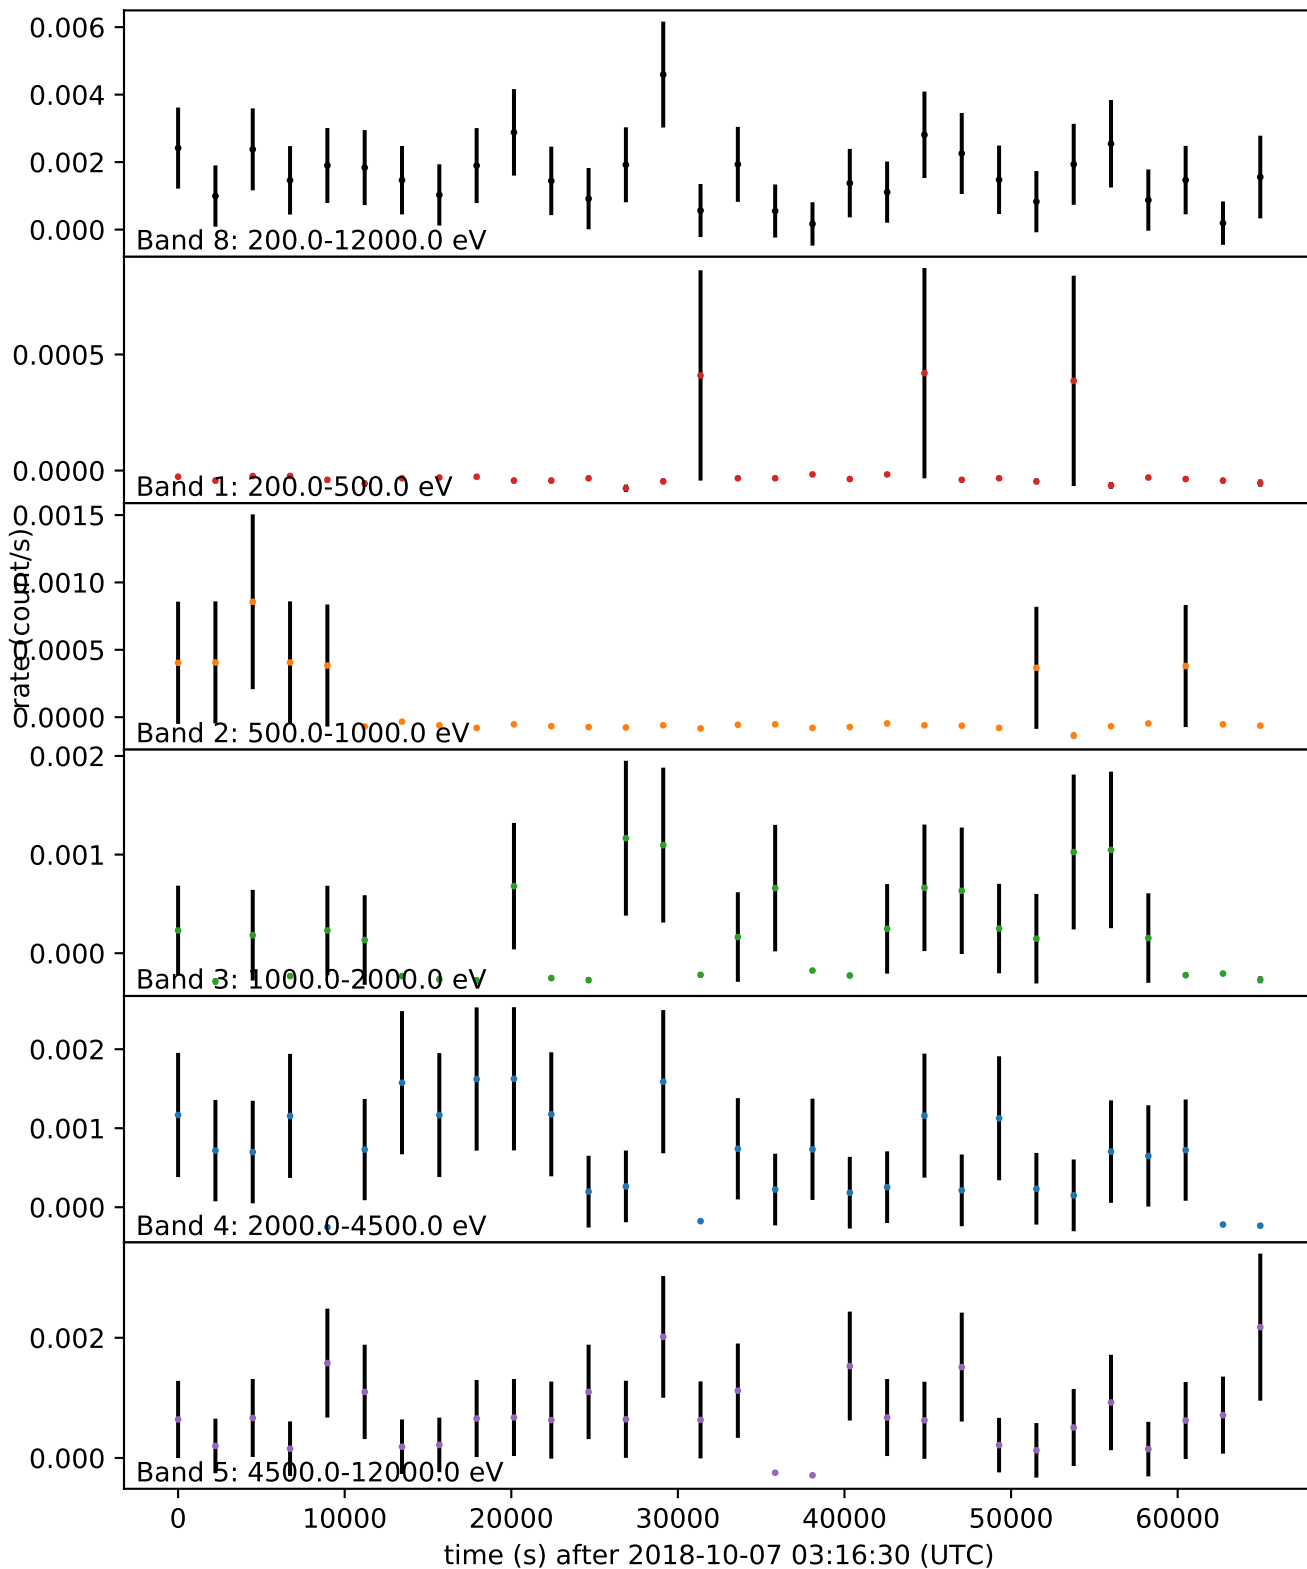 0.006
0.004
0.002
0.000
Band 8: 200.0-12000.0 eV
0.0005
0.0000
Band 1: 200.0-500.0 eV
rate (count/s)
0.0015
0.0010
0.0005
0.0000
Band 2: 500.0-1000.0 eV
0.002
0.001
0.000
Band 3: 1000.0-2000.0 eV
0.002
0.001
0.000
Band 4: 2000.0-4500.0 eV
0.002
0.000
Band 5: 4500.0-12000.0 eV
0 10000 20000 30000 40000 50000 60000
time (s) after 2018-10-07 03:16:30 (UTC)